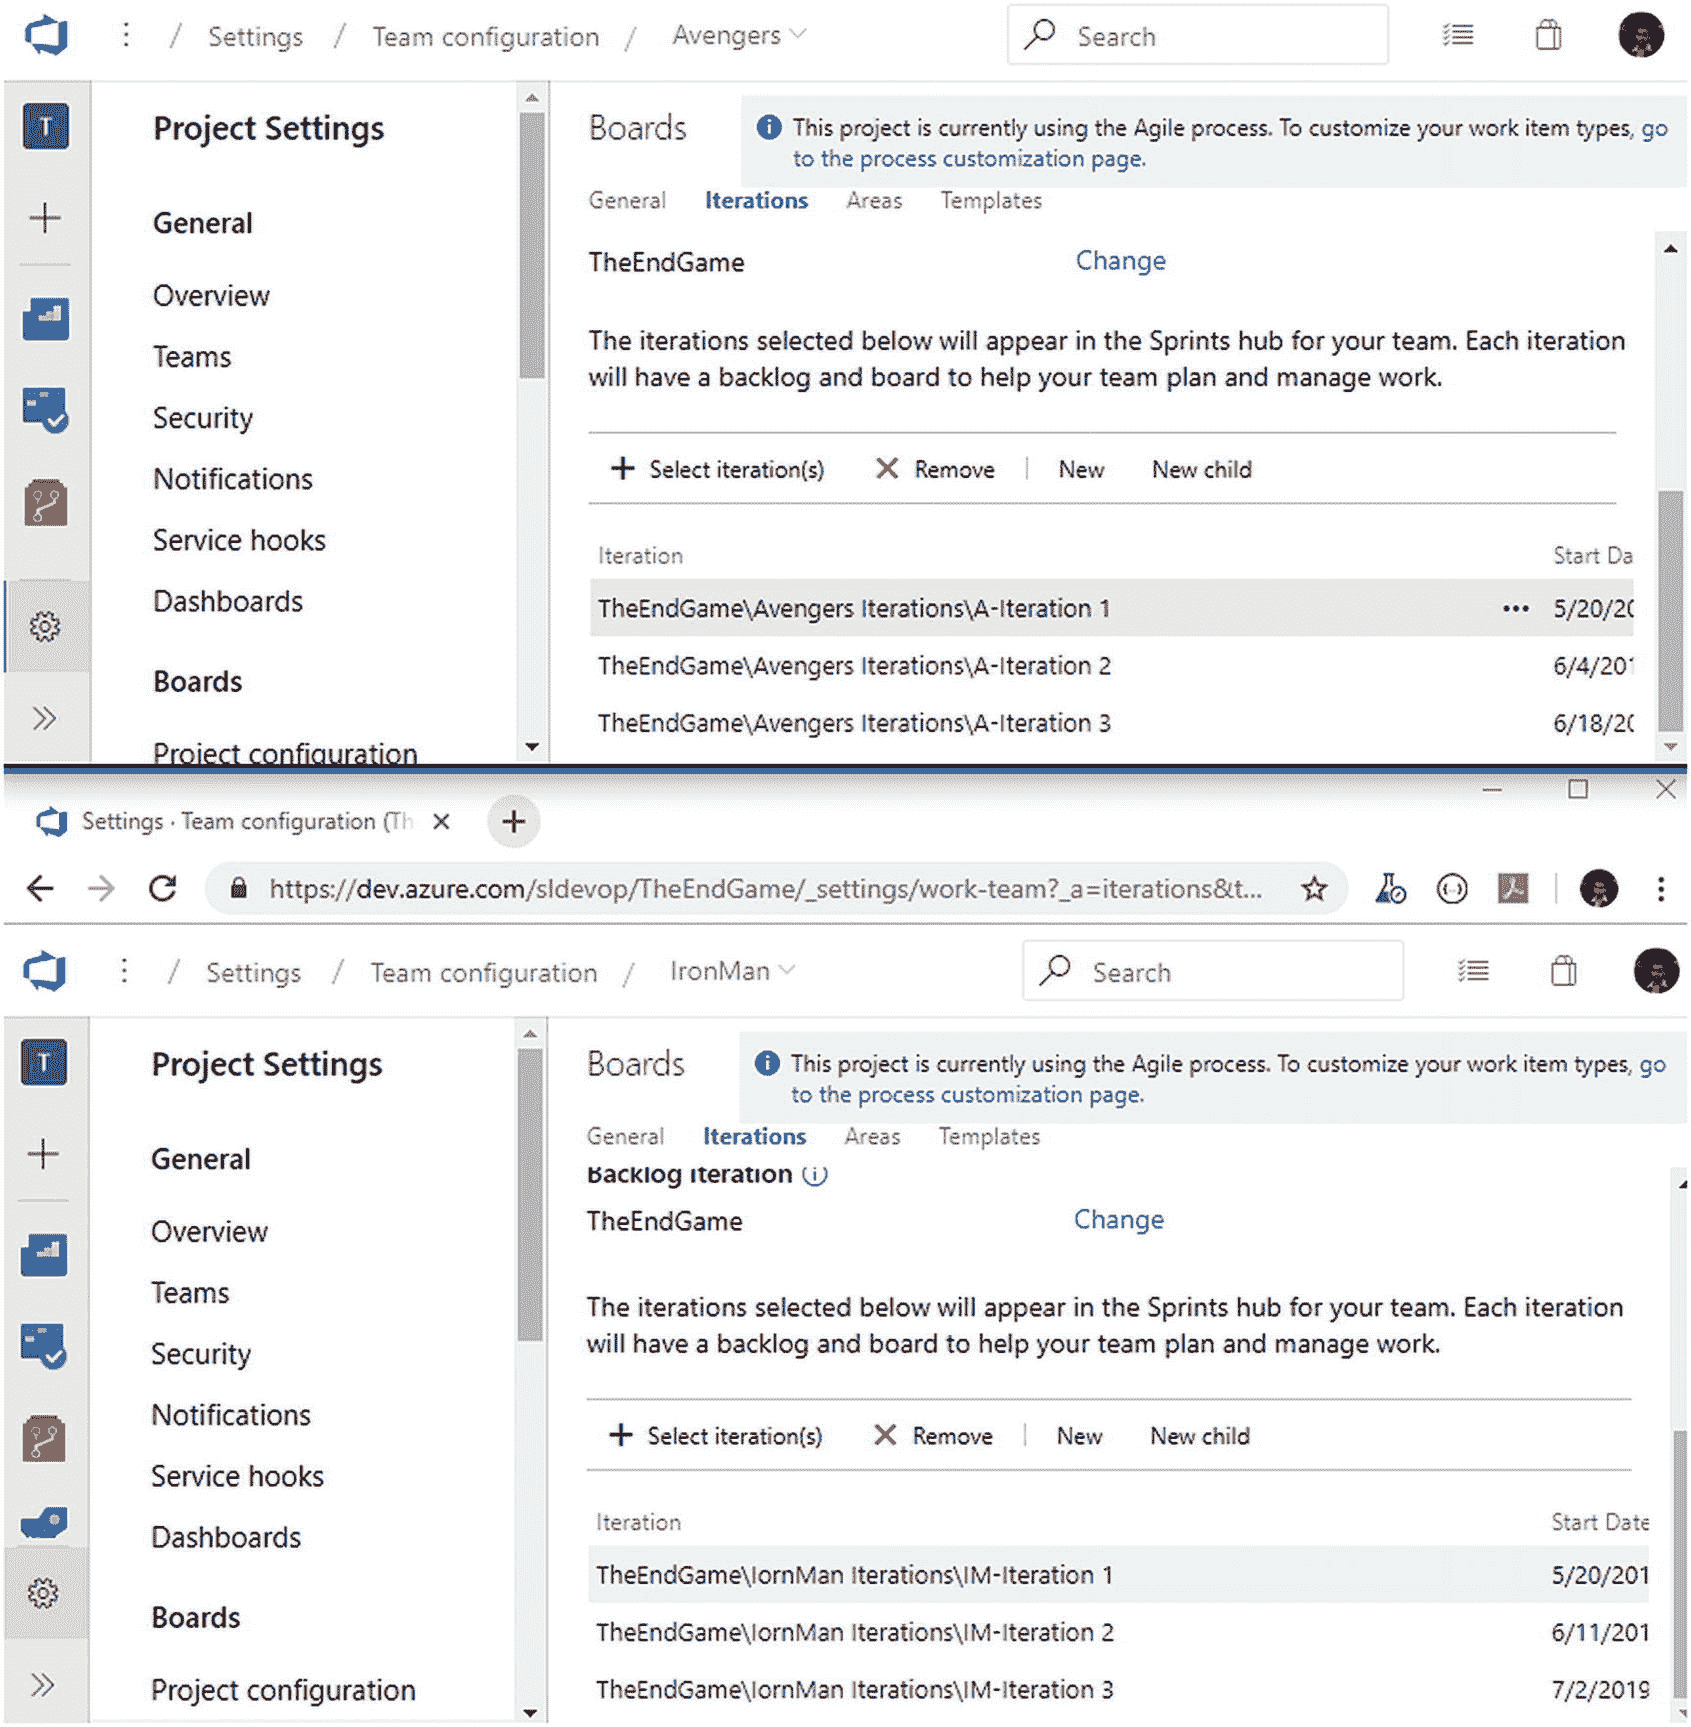 / Settings / Team configuration / Avengers
Search
T
Project Settings
General
Overview
Teams
Security
Notifications
Service hooks
Dashboards
Boards
Project configuration
Boards
This project is currently using the Agile process. To customize your work item types, go
to the process customization page.
General Iterations Areas Templates
TheEndGame Change
The iterations selected below will appear in the Sprints hub for your team. Each iteration
will have a backlog and board to help your team plan and manage work.
+ Select iteration(s) Remove | New New child
Iteration Start Da
TheEndGame\Avengers Iterations\A-Iteration 1 ••• 5/20/20
TheEndGame\Avengers Iterations\A-Iteration 2 6/4/201
TheEndGame\Avengers Iterations\A-Iteration 3 6/18/20
Settings · Team configuration (Th
https://dev.azure.com/sldevop/TheEndGame/_settings/work-team?_a=iterations&t...
/ Settings / Team configuration / IronMan
Search
T
Project Settings
General
Overview
Teams
Security
Notifications
Service hooks
Dashboards
Boards
Project configuration
Boards
This project is currently using the Agile process. To customize your work item types, go
to the process customization page.
General Iterations Areas Templates
Backlog Iteration
TheEndGame Change
The iterations selected below will appear in the Sprints hub for your team. Each iteration
will have a backlog and board to help your team plan and manage work.
+ Select iteration(s) Remove | New New child
Iteration Start Date
TheEndGame\IornMan Iterations\IM-Iteration 1 5/20/201
TheEndGame\IornMan Iterations\IM-Iteration 2 6/11/201
TheEndGame\IornMan Iterations\IM-Iteration 3 7/2/2019